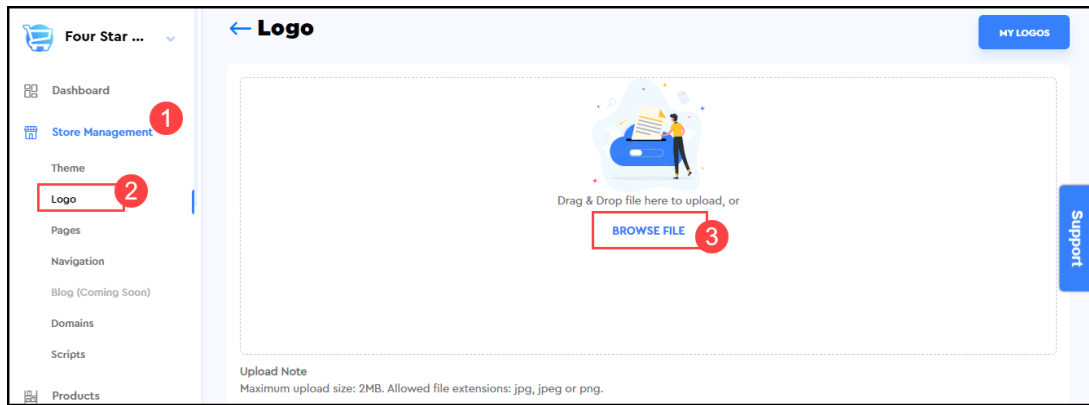 Four Star ...
Dashboard
1
Store Management
Theme
2
Logo
Pages
Navigation
Blog (Coming Soon)
Domains
Scripts
Products
← Logo
MY LOGOS
Drag & Drop file here to upload, or
BROWSE FILE
3
Support
Upload Note
Maximum upload size: 2MB. Allowed file extensions: jpg, jpeg or png.